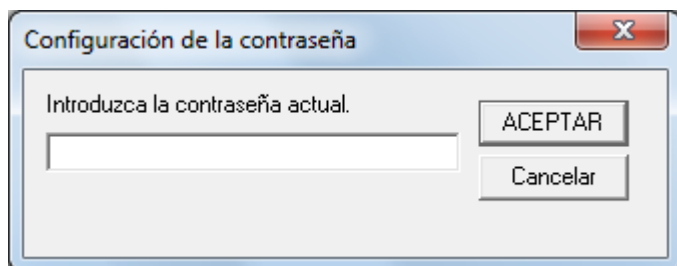 Configuración de la contraseña
Introduzca la contraseña actual.
ACEPTAR
Cancelar